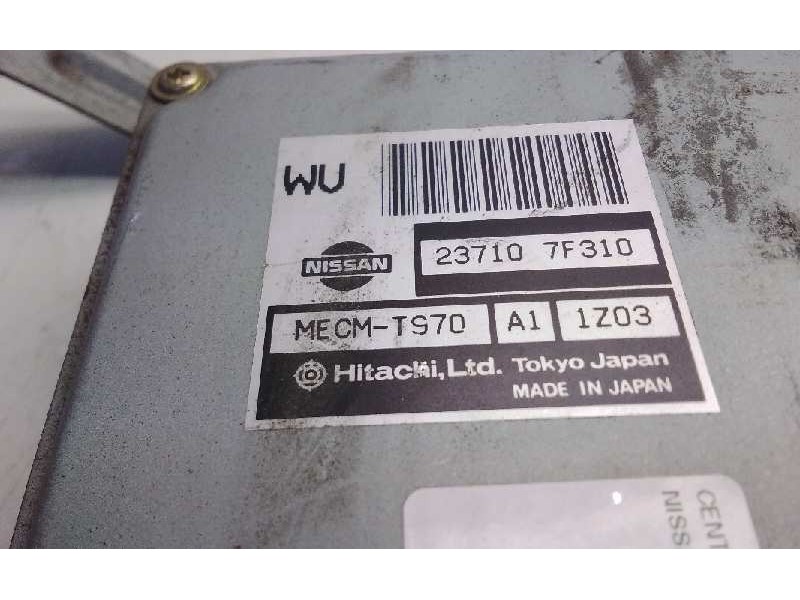 WU
NISSAN
23710 7F310
MECM-T970 A1 1Z03
Hitachi, Ltd. Tokyo Japan
MADE IN JAPAN
CENT
NISS